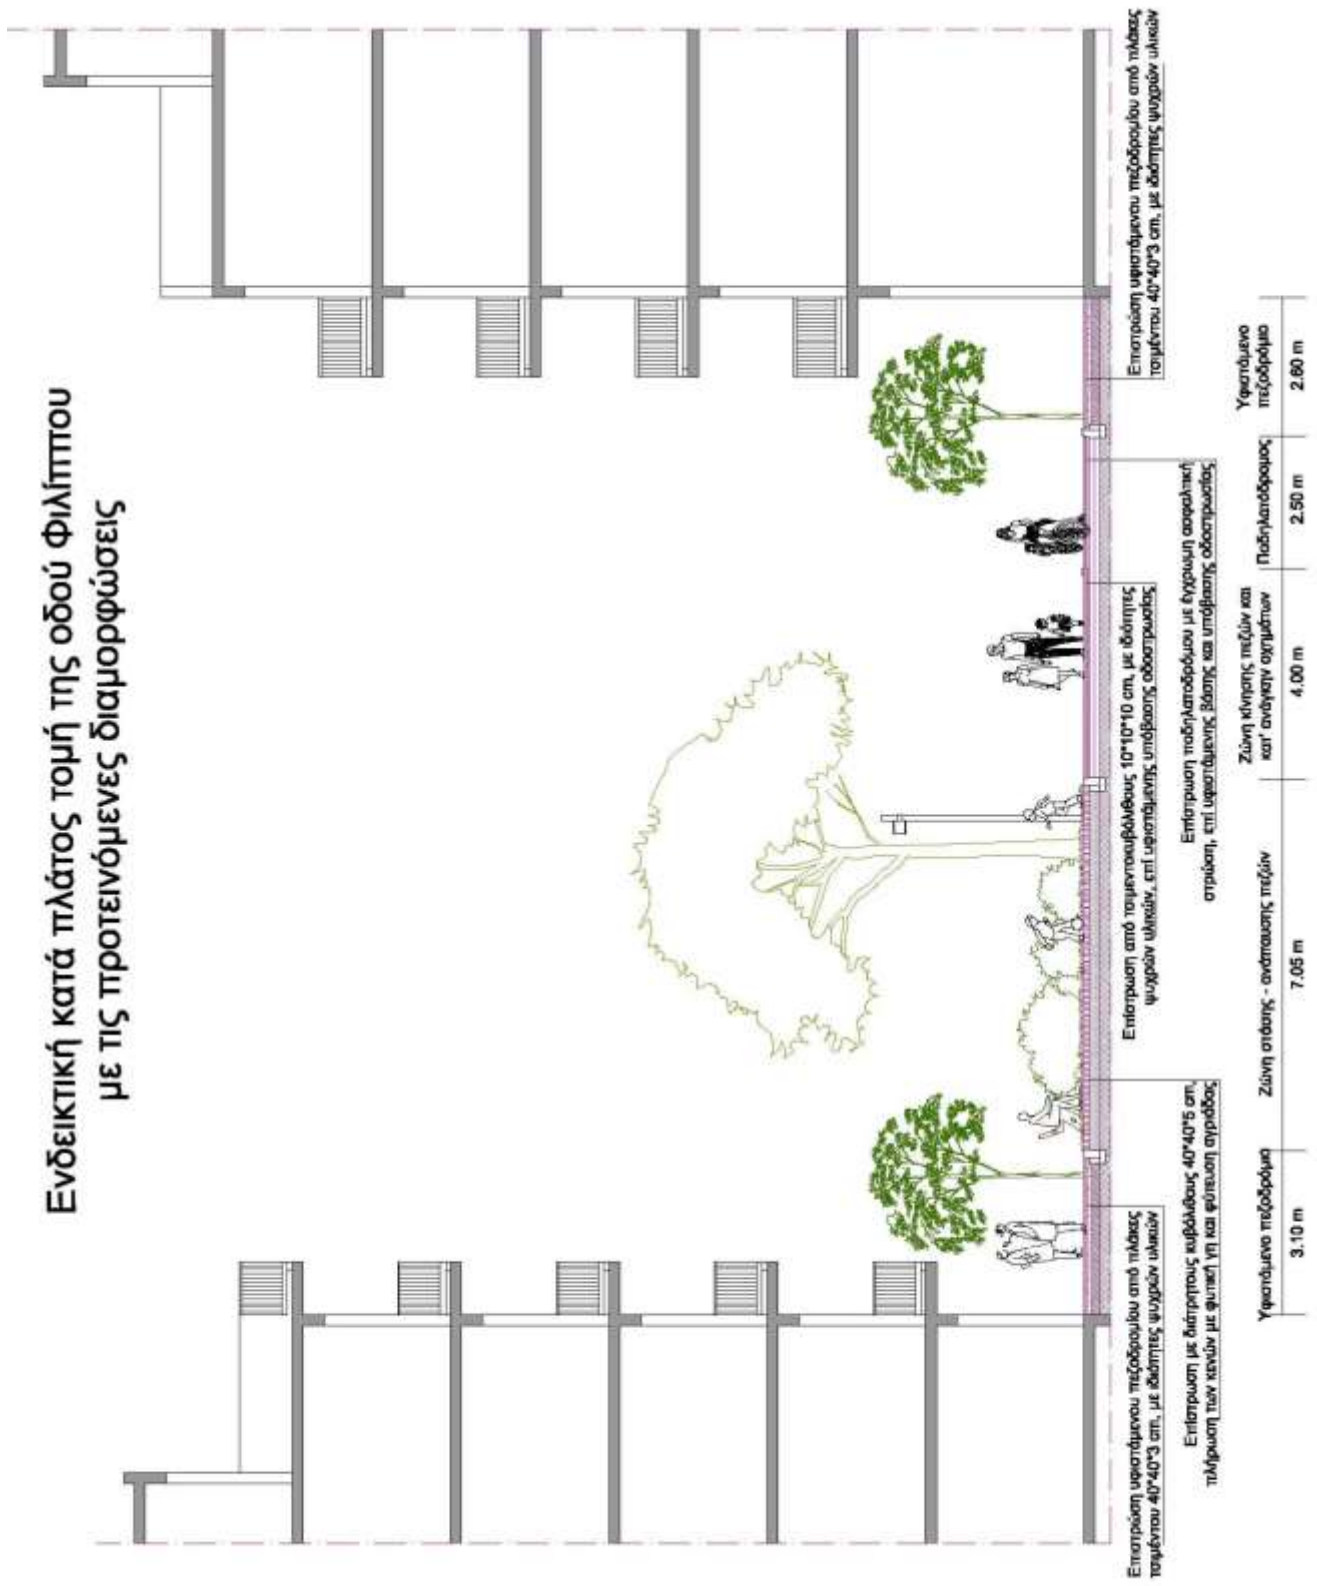 Ενδεικτική κατά πλάτος τομή της οδού Φιλίππου
με τις προτεινόμενες διαμορφώσεις
Επιστρώση υφιστάμενου πεζοδρομίου από πλάκες
τσιμέντου 40*40*3 cm, με ιδιότητες ψυχρών υλικών
Επίστρωση με διάτρητους κυβόλιθους 40*40*5 cm,
πλήρωση των κενών με φυτική γη και φύτευση αγριάδας
Επίστρωση από τσιμεντοκυβόλιθους 10*10*10 cm, με ιδιότητες
ψυχρών υλικών, επί υφιστάμενης υπόβασης οδοστρωσίας
Επίστρωση ποδηλατοδρόμου με έγχρωμη ασφαλτική
στρώση, επί υφιστάμενης βάσης και υπόβασης οδοστρωσίας
Επιστρώση υφιστάμενου πεζοδρομίου από πλάκες
τσιμέντου 40*40*3 cm, με ιδιότητες ψυχρών υλικών
Υφιστάμενο πεζοδρόμιο
3.10 m
Ζώνη στάσης - ανάπαυσης πεζών
7.05 m
Ζώνη κίνησης πεζών και
κατ' ανάγκην οχημάτων
4.00 m
Ποδηλατόδρομος
2.50 m
Υφιστάμενο
πεζοδρόμιο
2.60 m